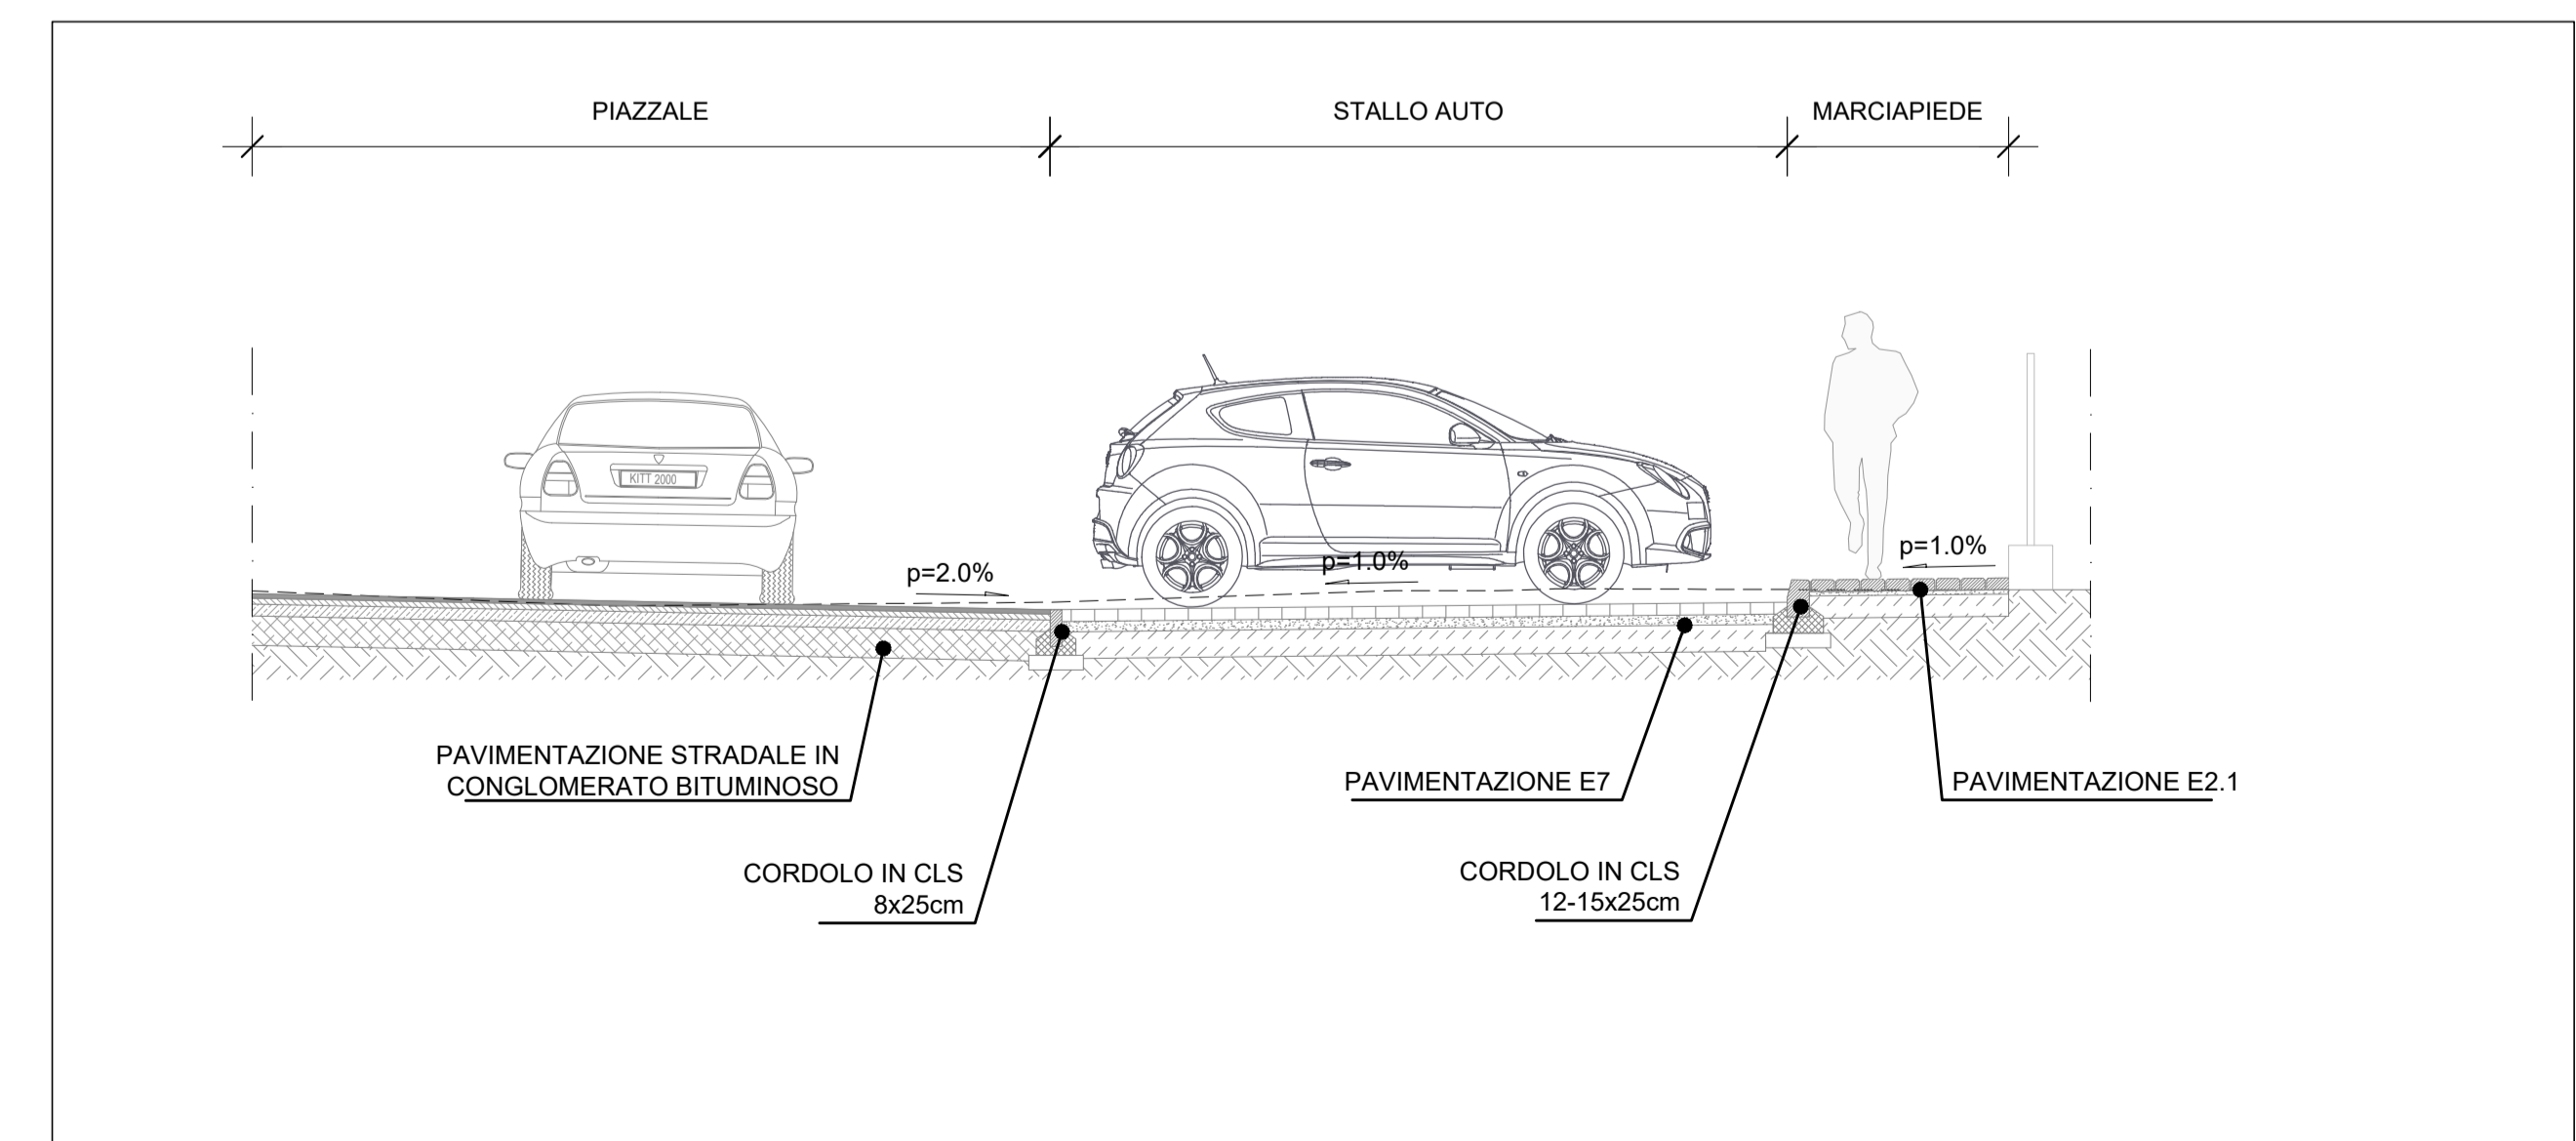 PIAZZALE
STALLO AUTO
MARCIAPIEDE
KITT 2000
p=2.0%
p=1.0%
p=1.0%
PAVIMENTAZIONE STRADALE IN
CONGLOMERATO BITUMINOSO
PAVIMENTAZIONE E7
PAVIMENTAZIONE E2.1
CORDOLO IN CLS
8x25cm
CORDOLO IN CLS
12-15x25cm